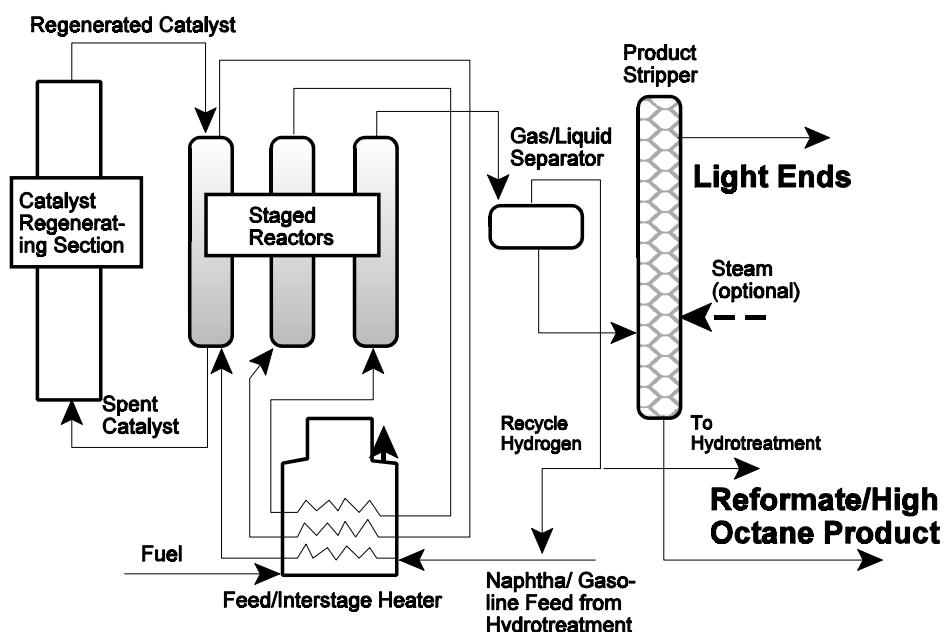 Regenerated Catalyst
Product
Stripper
Gas/Liquid
Separator
Light Ends
Catalyst
Regenerat-
ing Section
Staged
Reactors
Steam
(optional)
Spent
Catalyst
Recycle
Hydrogen
To
Hydrotreatment
Reformate/High
Octane Product
Fuel
Feed/Interstage Heater
Naphtha/ Gaso-
line Feed from
Hydrotreatment